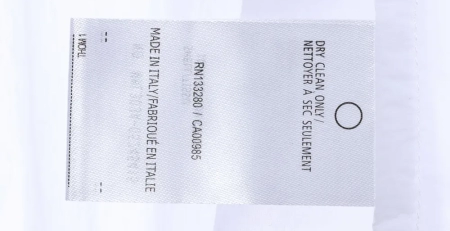 DRY CLEAN ONLY/
NETTOYER À SEC SEULEMENT
RN133280 / CA00985
MADE IN ITALY/FABRIQUÉ EN ITALIE